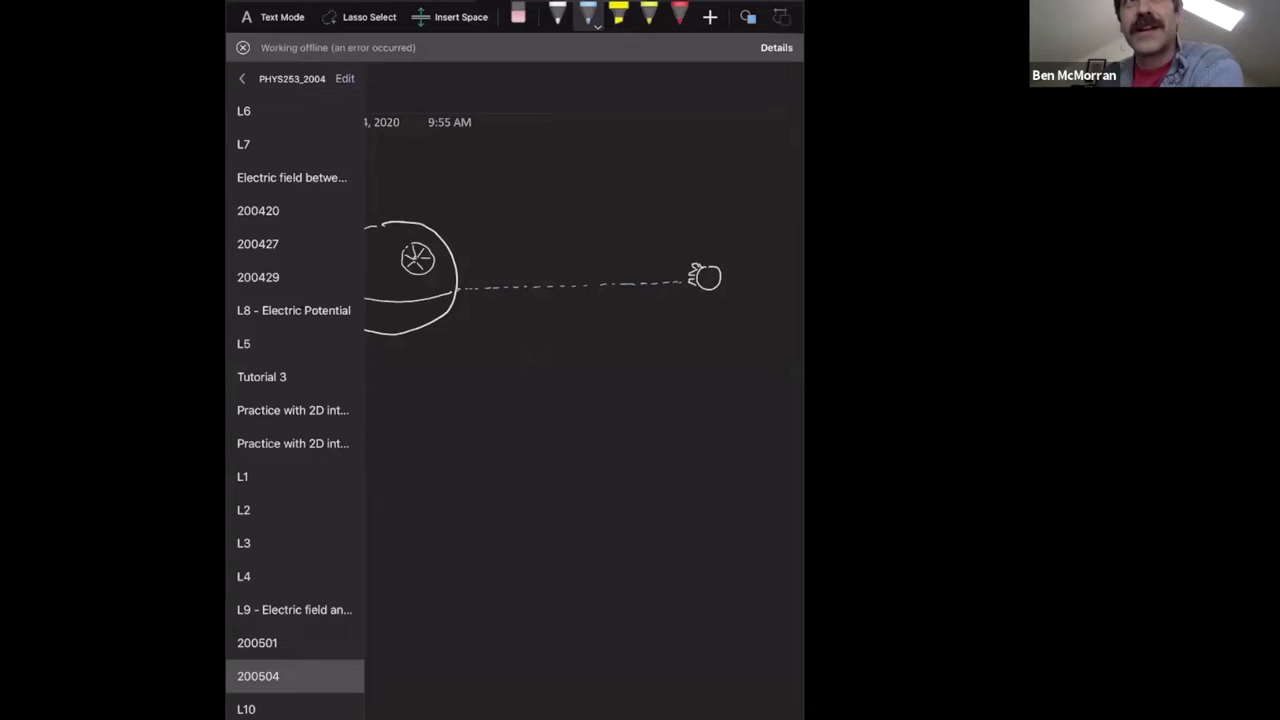 A Text Mode Lasso Select Insert Space
Working offline (an error occurred) Details
PHYS253_2004 Edit
L6
4, 2020 9:55 AM
L7
Electric field betwe...
200420
200427
200429
L8 - Electric Potential
L5
Tutorial 3
Practice with 2D int...
Practice with 2D int...
L1
L2
L3
L4
L9 - Electric field an...
200501
200504
L10
Ben McMorran